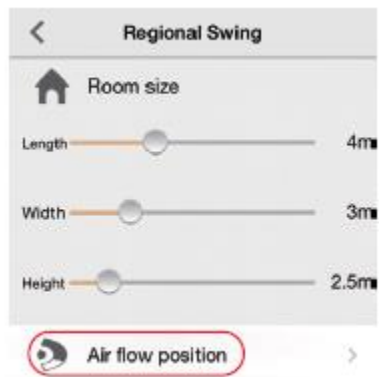 Regional Swing
Room size
Length 4m
Width 3m
Height 2.5m
Air flow position